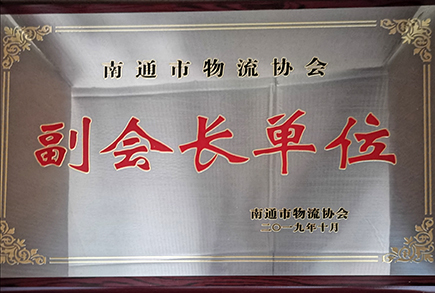 南通市物流协会
副会长单位
南通市物流协会
二〇一九年十月